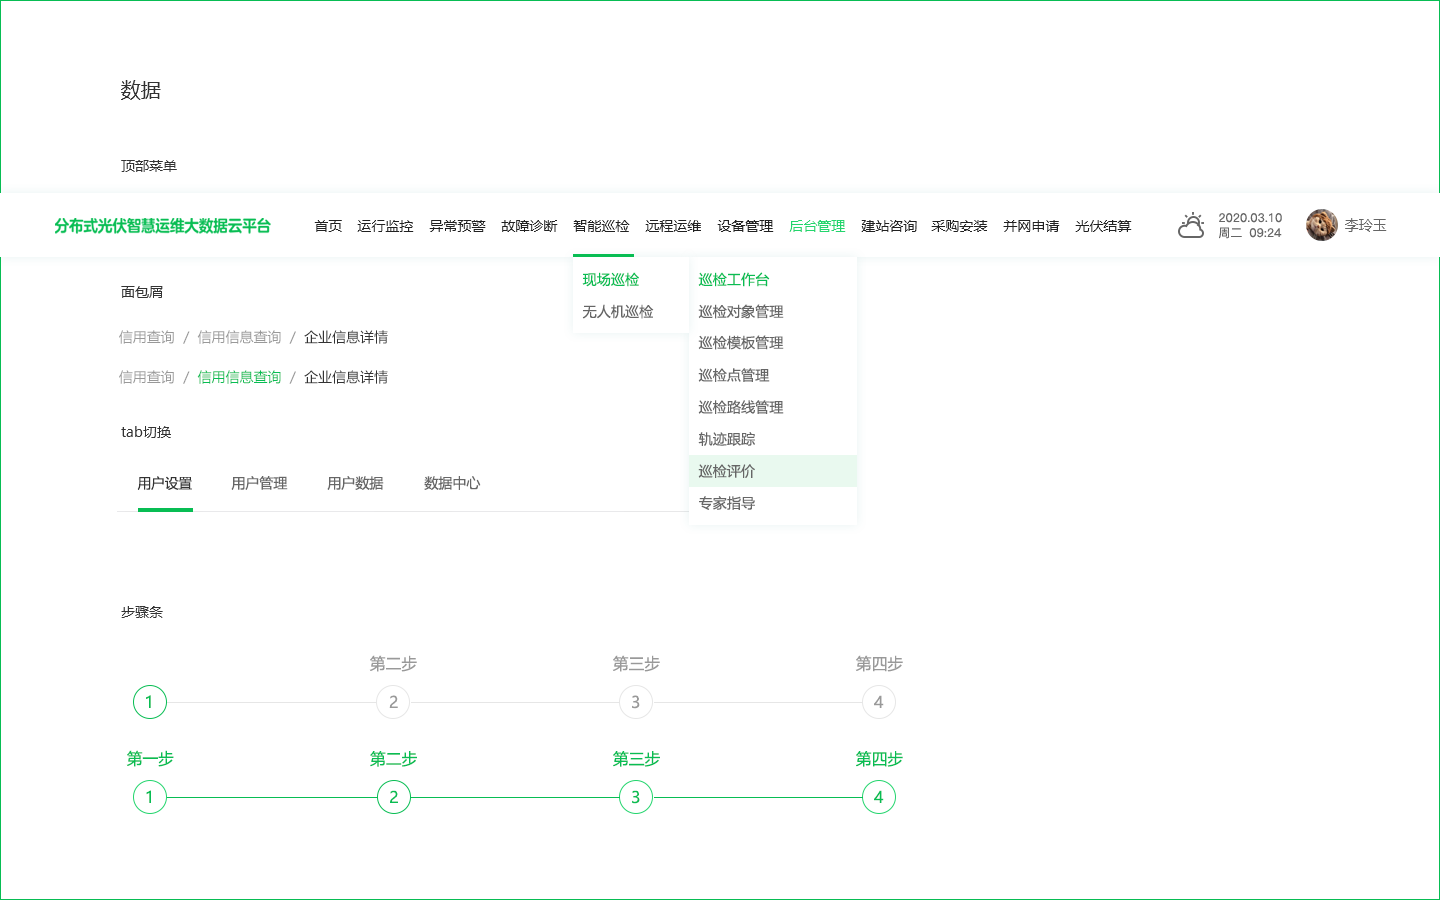 数据
顶部菜单
分布式光伏智慧运维大数据云平台 首页 运行监控 异常预警 故障诊断 智能巡检 远程运维 设备管理 后台管理 建站咨询 采购安装 并网申请 光伏结算 2020.03.10 李玲玉
周二 09:24
现场巡检
无人机巡检
巡检工作台
巡检对象管理
巡检模板管理
巡检点管理
巡检路线管理
轨迹跟踪
巡检评价
专家指导
面包屑
信用查询 / 信用信息查询 / 企业信息详情
信用查询 / 信用信息查询 / 企业信息详情
tab切换
用户设置 用户管理 用户数据 数据中心
步骤条
第二步 第三步 第四步
1 2 3 4
第一步 第二步 第三步 第四步
1 2 3 4